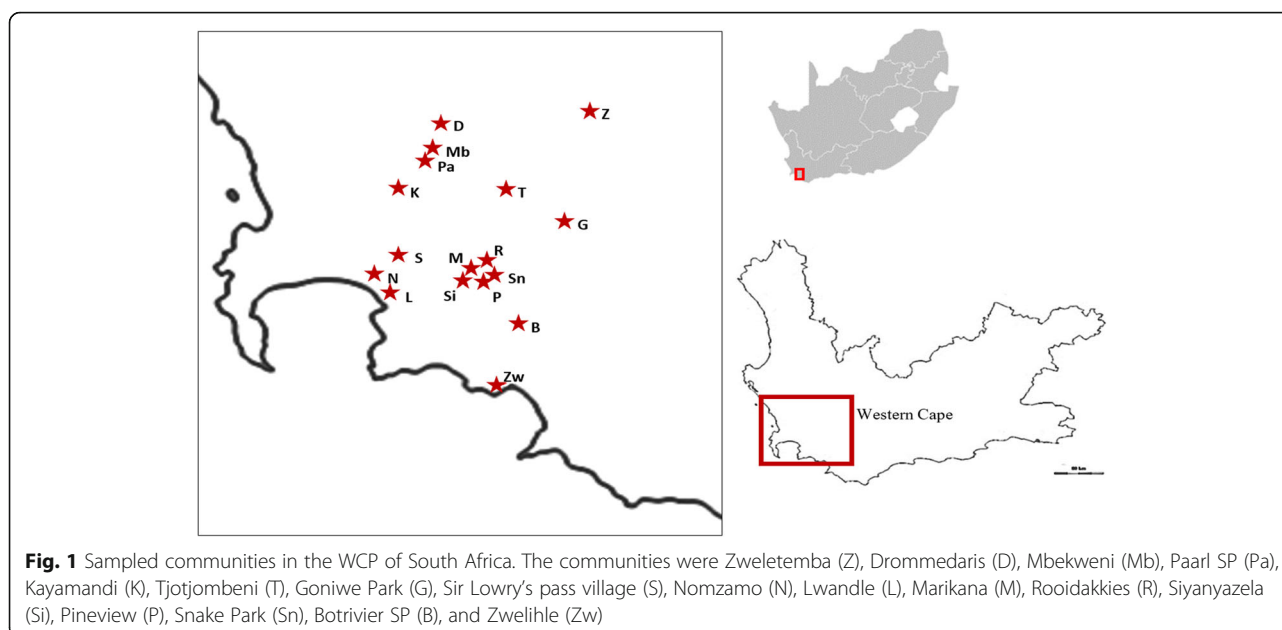 Z
D
Mb
Pa
K
T
G
S
R
M
N
Sn
L
Si
P
B
Zw
Western Cape
Fig. 1 Sampled communities in the WCP of South Africa. The communities were Zweletemba (Z), Drommedaris (D), Mbekweni (Mb), Paarl SP (Pa),
Kayamandi (K), Tjotjombeni (T), Goniwe Park (G), Sir Lowry's pass village (S), Nomzamo (N), Lwandle (L), Marikana (M), Rooidakkies (R), Siyanyazela
(Si), Pineview (P), Snake Park (Sn), Botrivier SP (B), and Zwelihle (Zw)